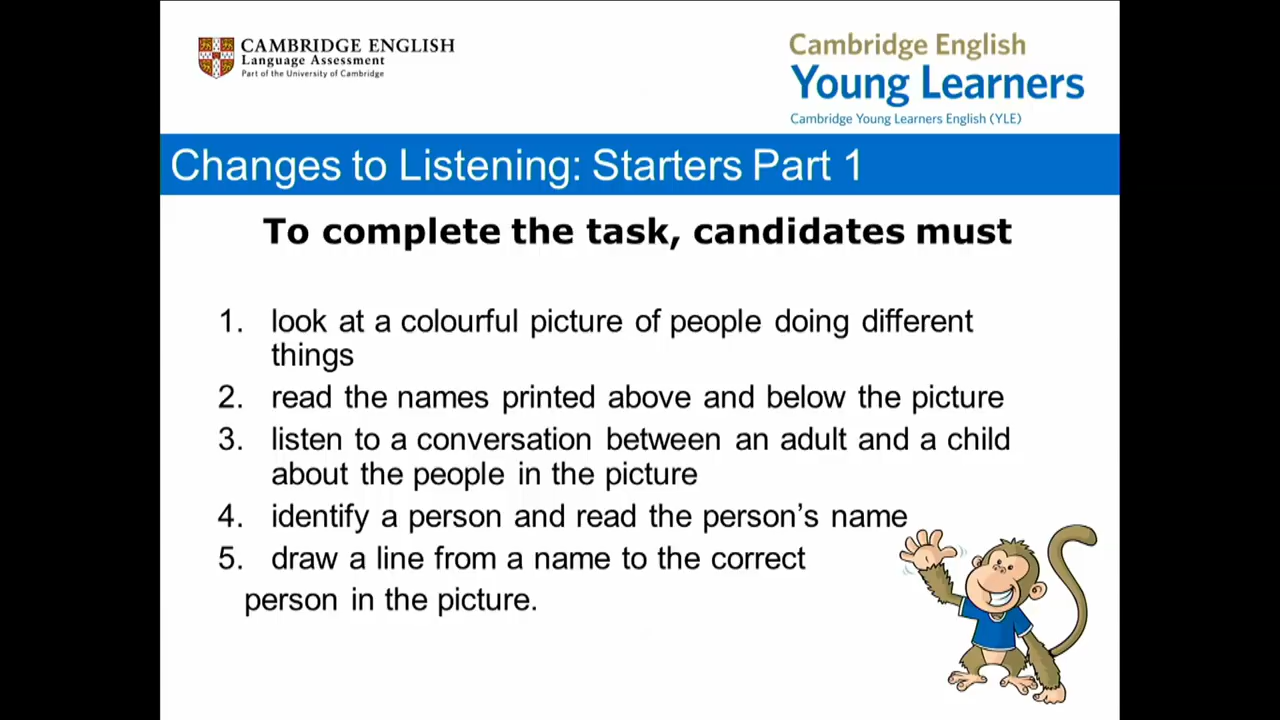 CAMBRIDGE ENGLISH
Language Assessment
Part of the University of Cambridge
Cambridge English
Young Learners
Cambridge Young Learners English (YLE)
Changes to Listening: Starters Part 1
To complete the task, candidates must
1. look at a colourful picture of people doing different
things
2. read the names printed above and below the picture
3. listen to a conversation between an adult and a child
about the people in the picture
4. identify a person and read the person’s name
5. draw a line from a name to the correct
person in the picture.